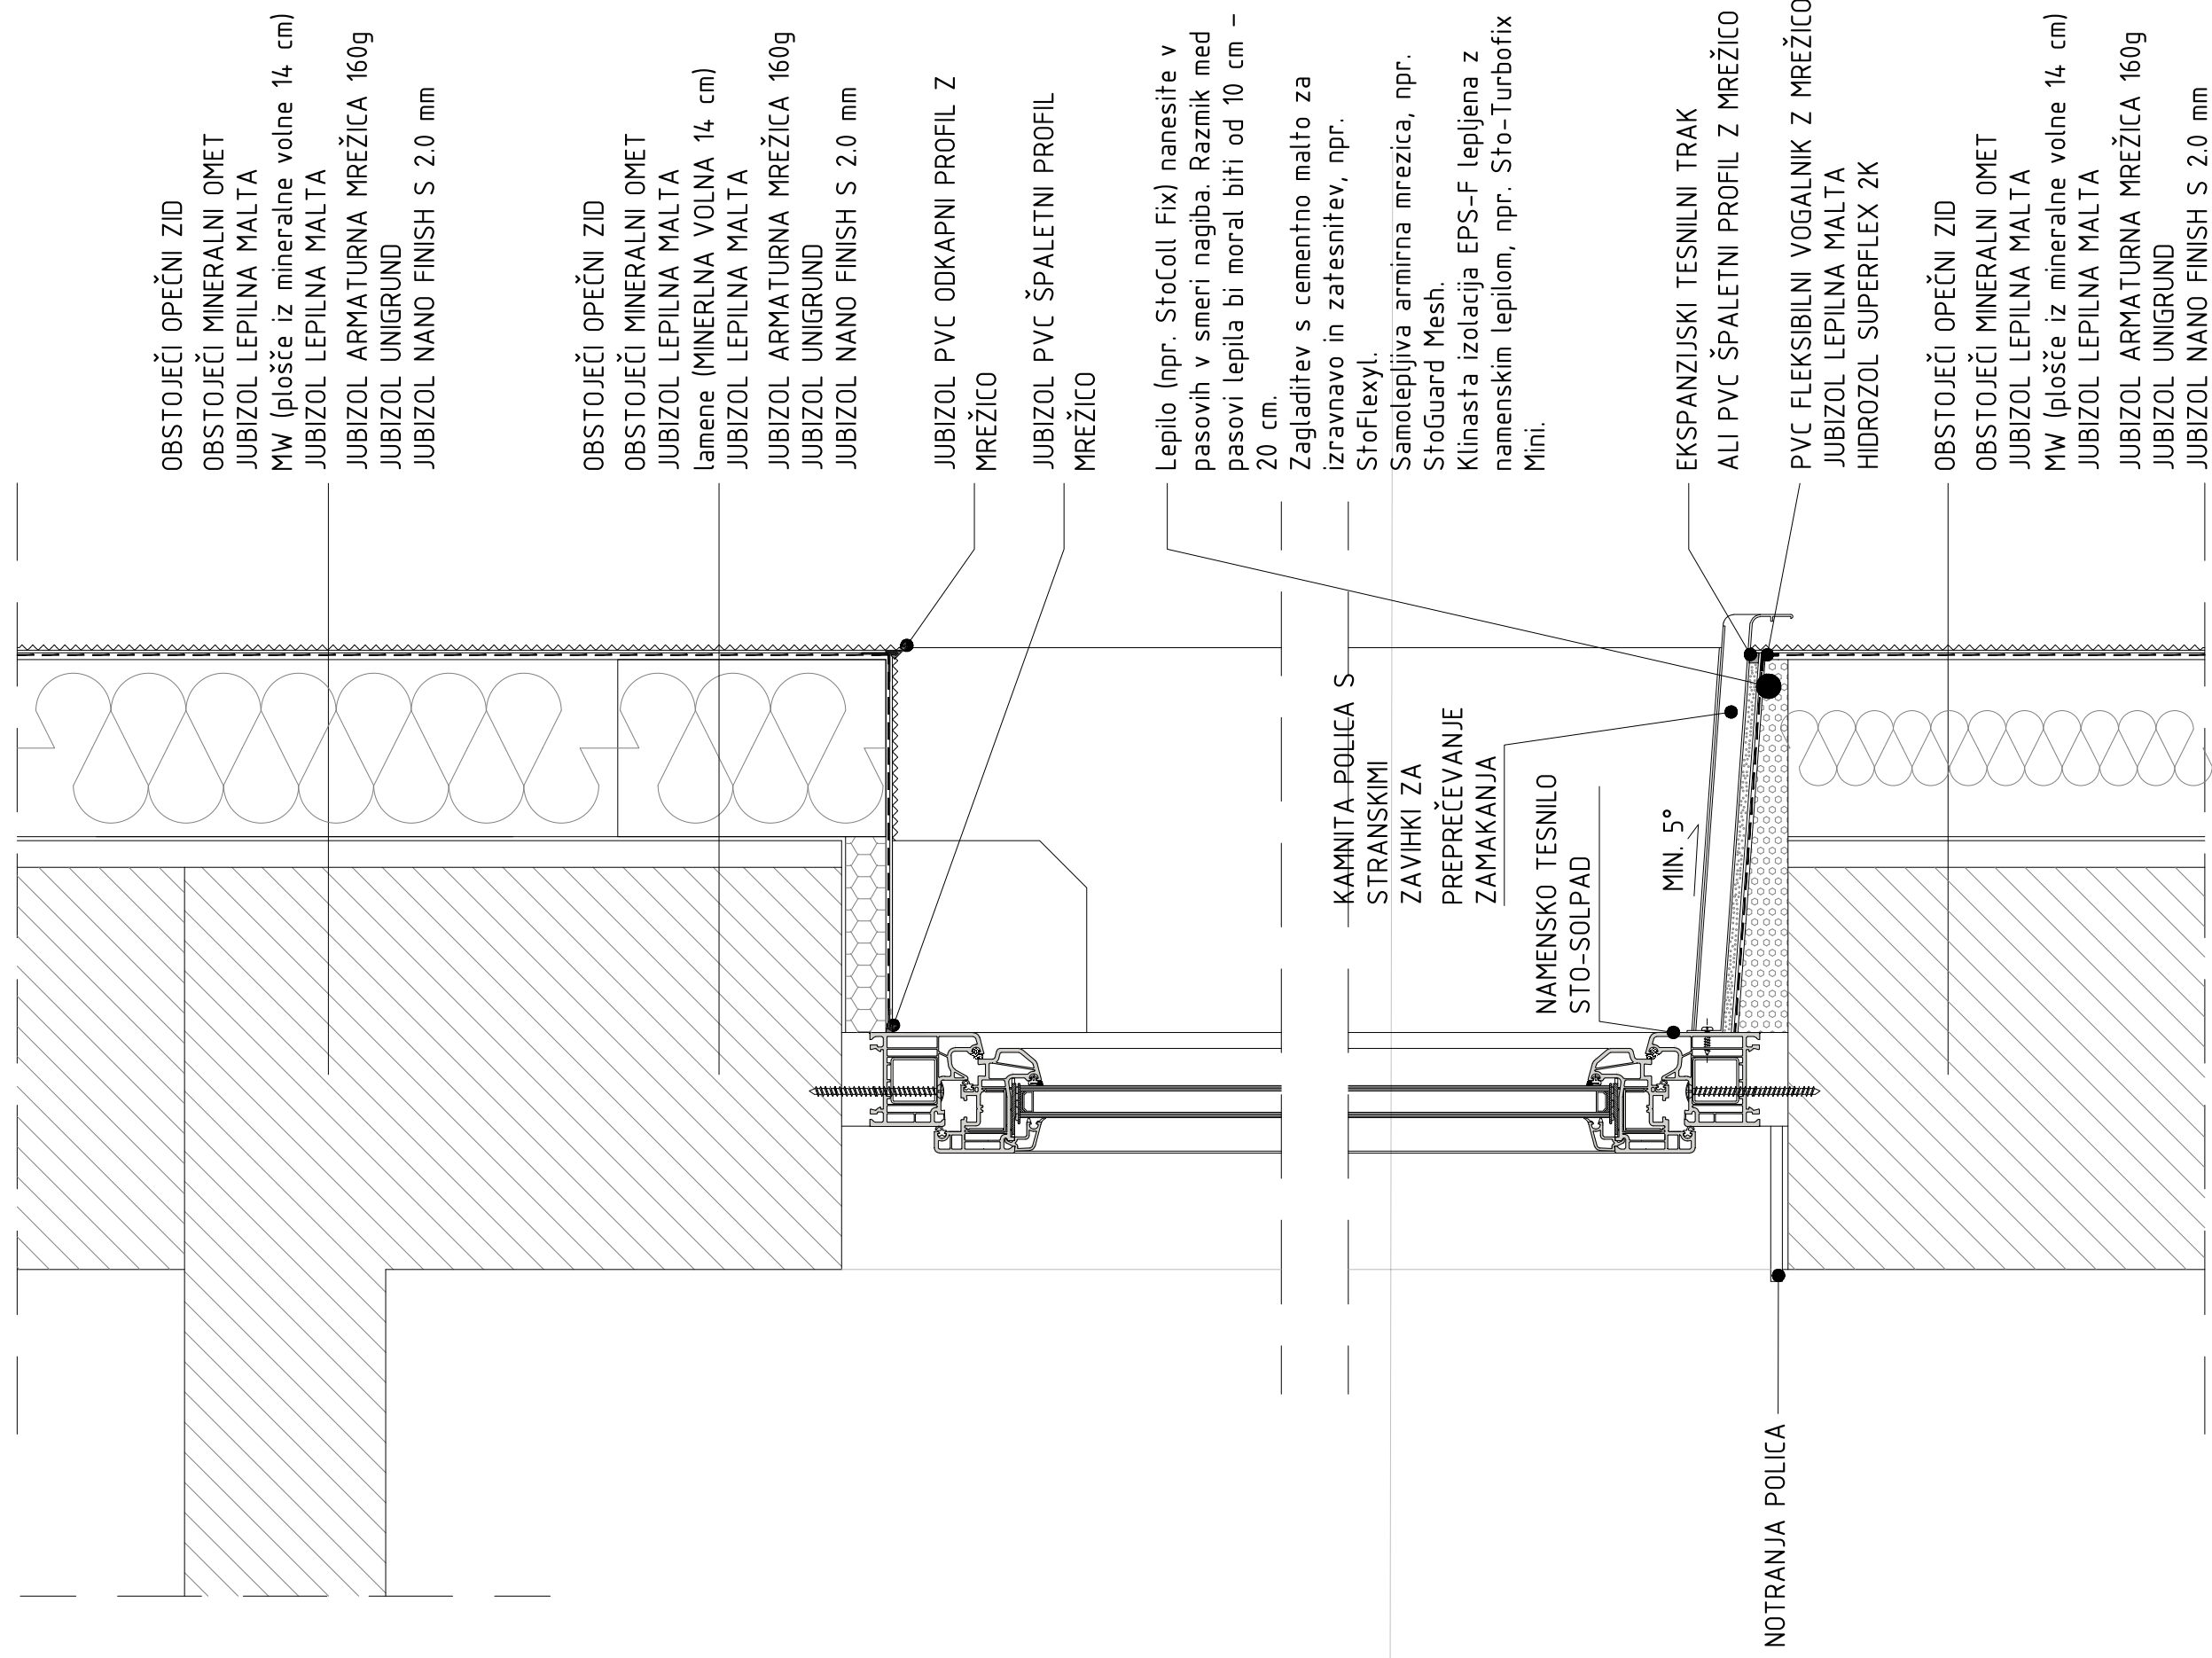 OBSTOJEČI OPEČNI ZID
OBSTOJEČI MINERALNI OMET
JUBIZOL LEPILNA MALTA
MW (plošče iz mineralne volne 14 cm)
JUBIZOL LEPILNA MALTA
JUBIZOL ARMATURNA MREŽICA 160g
JUBIZOL UNIGRUND
JUBIZOL NANO FINISH S 2.0 mm
OBSTOJEČI OPEČNI ZID
OBSTOJEČI MINERALNI OMET
JUBIZOL LEPILNA MALTA
lamene (MINERLNA VOLNA 14 cm)
JUBIZOL LEPILNA MALTA
JUBIZOL ARMATURNA MREŽICA 160g
JUBIZOL UNIGRUND
JUBIZOL NANO FINISH S 2.0 mm
JUBIZOL PVC ODKAPNI PROFIL Z
MREŽICO
JUBIZOL PVC ŠPALETNI PROFIL
MREŽICO
Lepilo (npr. StoColl Fix) nanesite v
pasovih v smeri nagiba. Razmik med
pasovi lepila bi moral biti od 10 cm –
20 cm.
Zagladitev s cementno malto za
izravnavo in zatesnitev, npr.
StoFlexyl.
Samolepljiva armirna mrezica, npr.
StoGuard Mesh.
Klinasta izolacija EPS-F lepljena z
namenskim lepilom, npr. Sto-Turbofix
Mini.
EKSPANZIJSKI TESNILNI TRAK
ALI PVC ŠPALETNI PROFIL Z MREŽICO
PVC FLEKSIBILNI VOGALNIK Z MREŽICO
JUBIZOL LEPILNA MALTA
HIDROZOL SUPERFLEX 2K
OBSTOJEČI OPEČNI ZID
OBSTOJEČI MINERALNI OMET
JUBIZOL LEPILNA MALTA
MW (plošče iz mineralne volne 14 cm)
JUBIZOL LEPILNA MALTA
JUBIZOL ARMATURNA MREŽICA 160g
JUBIZOL UNIGRUND
JUBIZOL NANO FINISH S 2.0 mm
KAMNITA POLICA S
STRANSKIMI
ZAVIHKI ZA
PREPREČEVANJE
ZAMAKANJA
NAMENSKO TESNILO
STO-SOLPAD
MIN. 5°
NOTRANJA POLICA